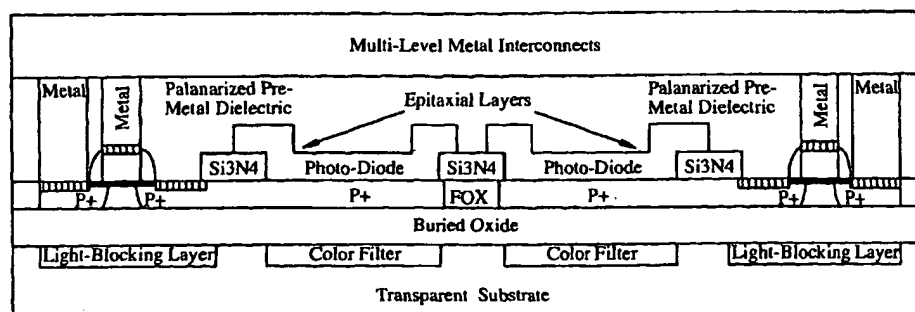 Multi-Level Metal Interconnects
Metal
Metal
Palanarized Pre-
Metal Dielectric
Epitaxial Layers
Palanarized Pre-
Metal Dielectric
Metal
Metal
Si3N4
Photo-Diode
Si3N4
Photo-Diode
Si3N4
P+
P+
P+
FOX
P+
P+
P+
Buried Oxide
Light-Blocking Layer
Color Filter
Color Filter
Light-Blocking Layer
Transparent Substrate